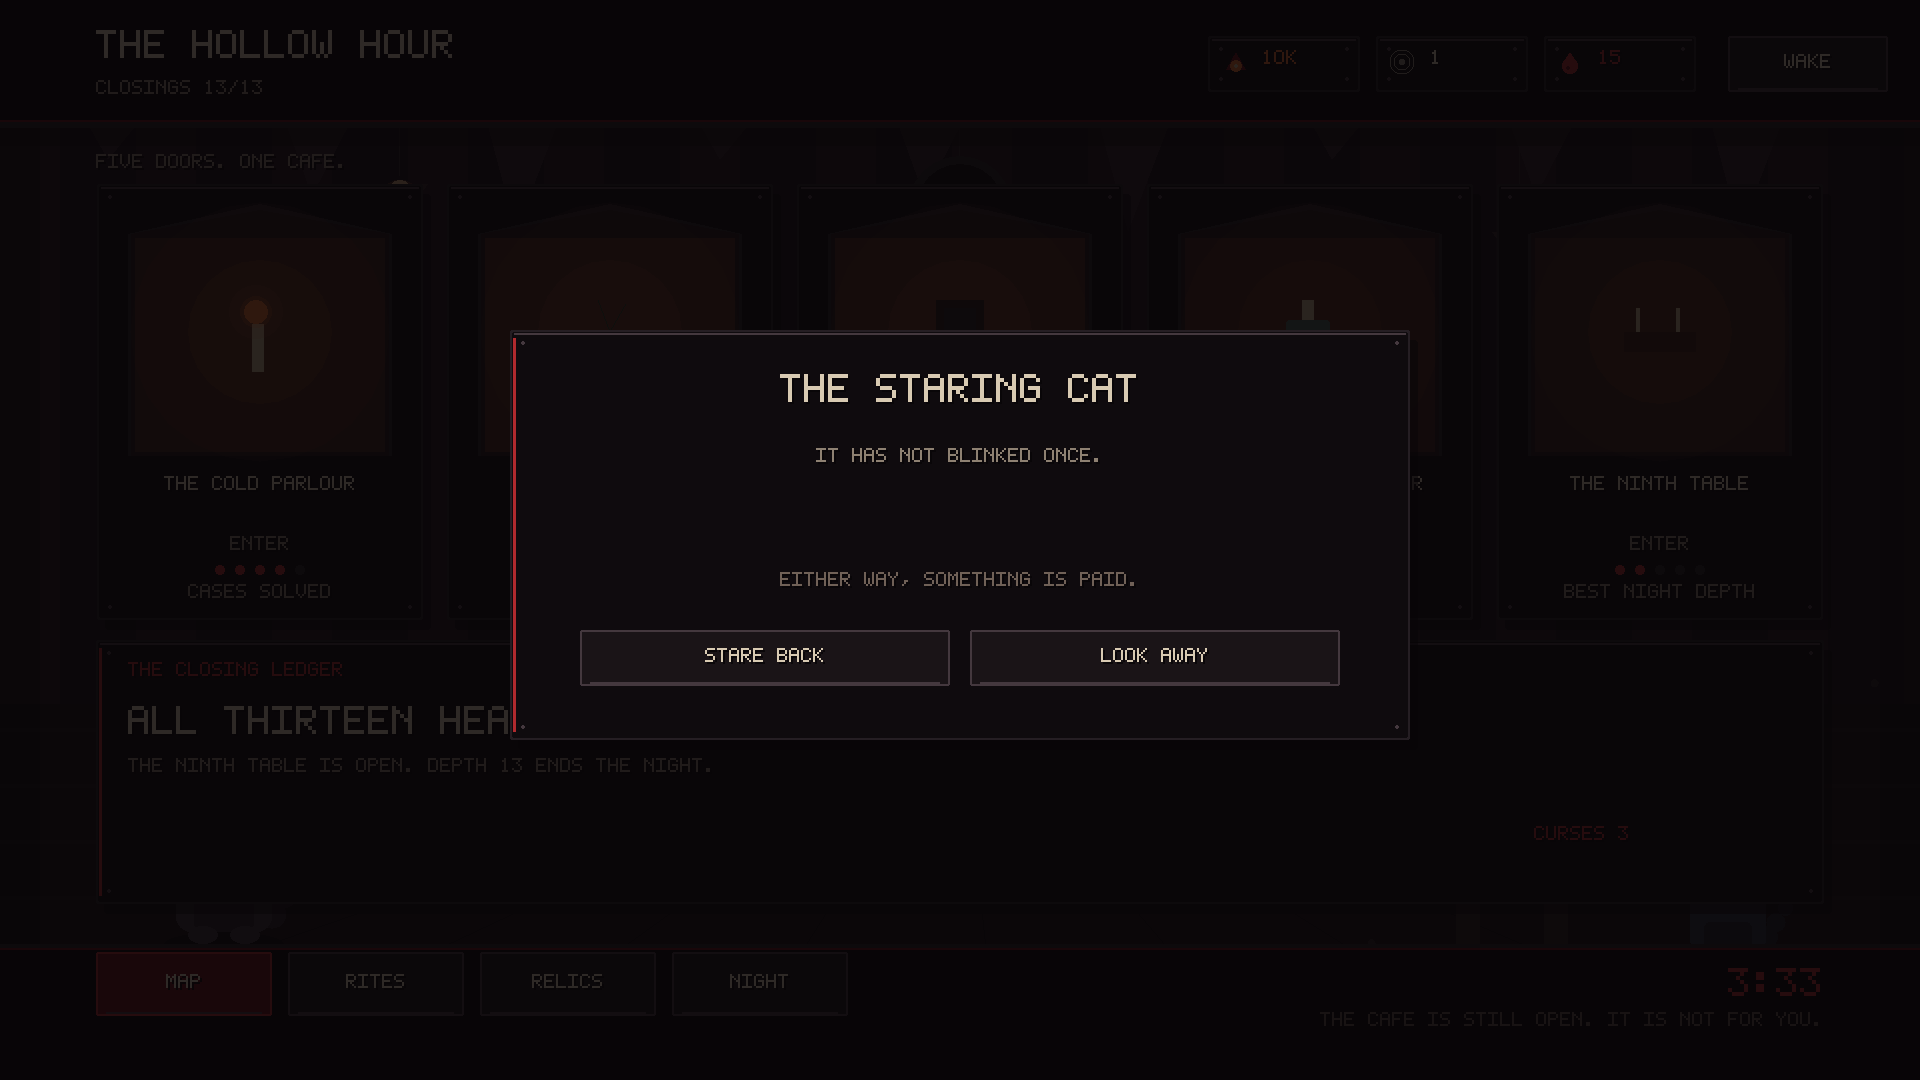 THE HOLLOW HOUR
CLOSINGS 13/13
10K
1
15
WAKE
FIVE DOORS. ONE CAFE.
THE COLD PARLOUR
ENTER
CASES SOLVED
R
THE NINTH TABLE
ENTER
BEST NIGHT DEPTH
THE STARING CAT
IT HAS NOT BLINKED ONCE.
EITHER WAY, SOMETHING IS PAID.
STARE BACK
LOOK AWAY
THE CLOSING LEDGER
ALL THIRTEEN HEA
THE NINTH TABLE IS OPEN. DEPTH 13 ENDS THE NIGHT.
CURSES 3
MAP
RITES
RELICS
NIGHT
3:33
THE CAFE IS STILL OPEN. IT IS NOT FOR YOU.